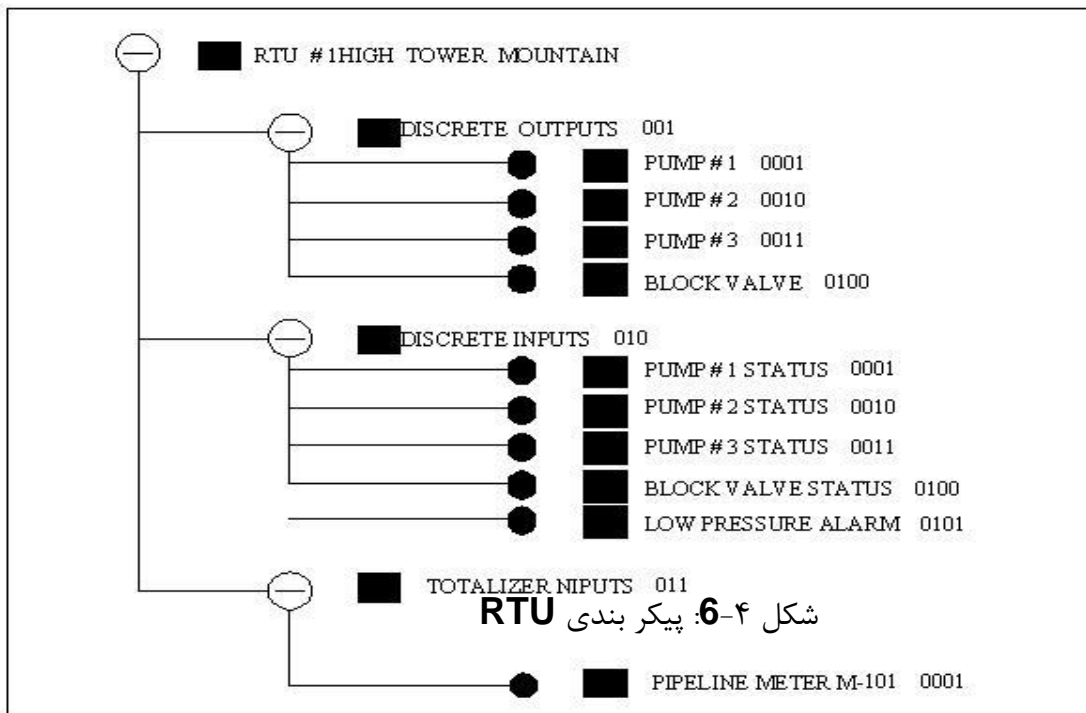 RTU #1HIGH TOWER MOUNTAIN
DISCRETE OUTPUTS 001
PUMP#1 0001
PUMP#2 0010
PUMP#3 0011
BLOCK VALVE 0100
DISCRETE INPUTS 010
PUMP#1 STATUS 0001
PUMP#2 STATUS 0010
PUMP#3 STATUS 0011
BLOCK VALVE STATUS 0100
LOW PRESSURE ALARM 0101
TOTALIZER NIPUTS 011
شکل ۴-6: پیکر بندی RTU
PIPELINE METER M-101 0001